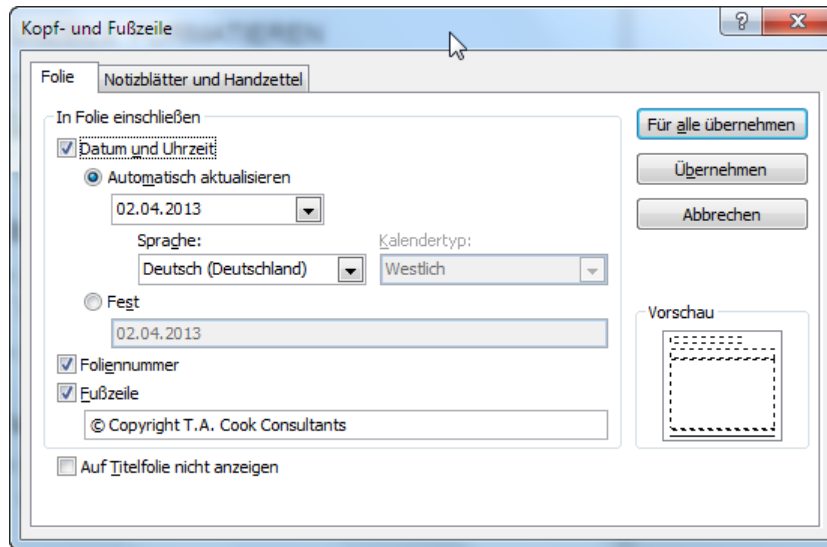 Kopf- und Fußzeile
Folie
Notizblätter und Handzettel
In Folie einschließen
Datum und Uhrzeit
Automatisch aktualisieren
02.04.2013
Sprache:
Kalendertyp:
Deutsch (Deutschland)
Westlich
Fest
02.04.2013
Foliennummer
Fußzeile
© Copyright T.A. Cook Consultants
Auf Titelfolie nicht anzeigen
Für alle übernehmen
Übernehmen
Abbrechen
Vorschau